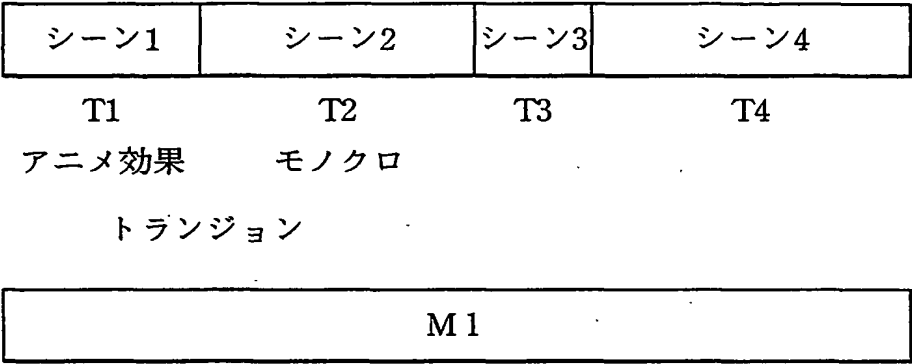 シーン1 シーン2 シーン3 シーン4
T1 T2 T3 T4
アニメ効果 モノクロ
トランジョン
M 1